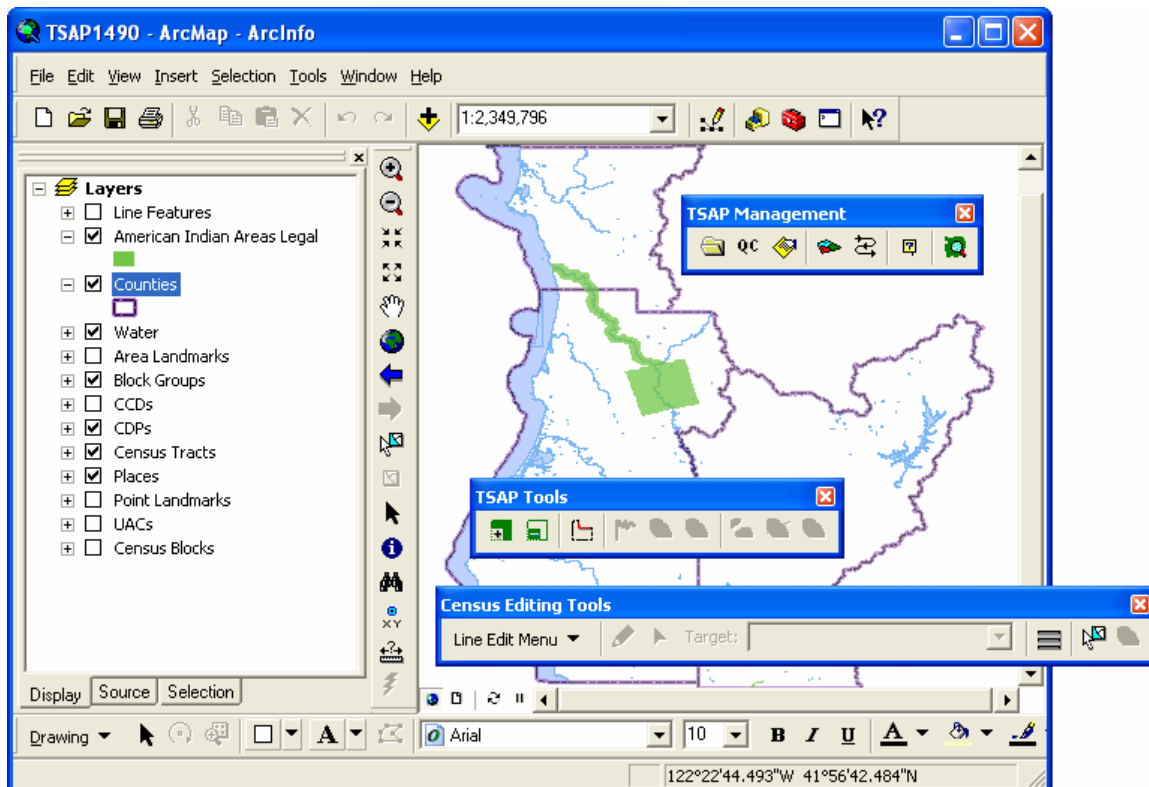 TSAP1490 - ArcMap - ArcInfo
File Edit View Insert Selection Tools Window Help
1:2,349,796
Layers
Line Features
American Indian Areas Legal
Counties
Water
Area Landmarks
Block Groups
CCDs
CDPs
Census Tracts
Places
Point Landmarks
UACs
Census Blocks
Display Source Selection
XY
TSAP Management
QC
TSAP Tools
Census Editing Tools
Line Edit Menu Target:
Drawing A Arial 10 B I U A
122°22'44.493"W 41°56'42.484"N